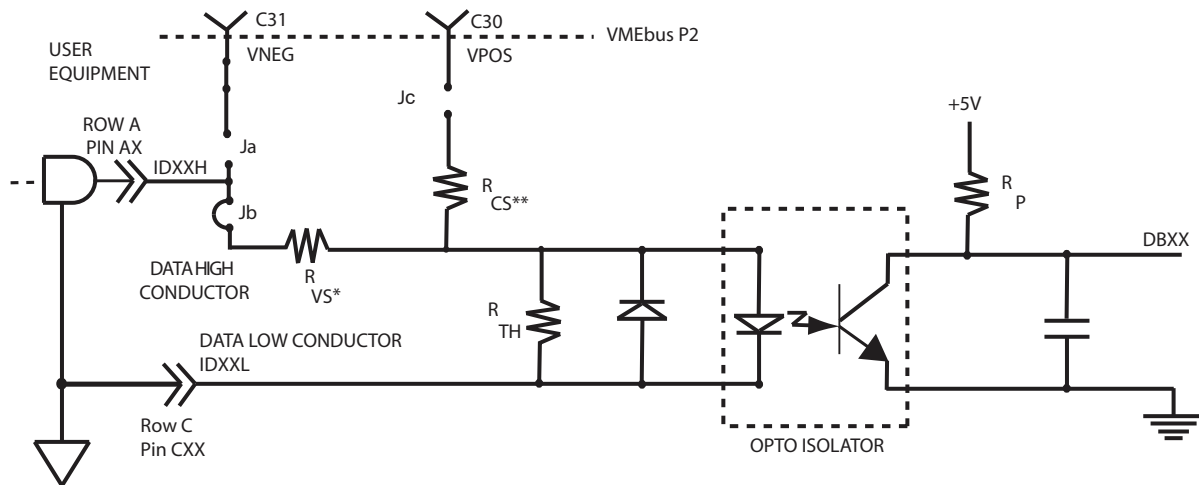 C31
C30
VMEbus P2
USER
EQUIPMENT
VNEG
VPOS
Jc
+5V
ROW A
PIN AX
Ja
IDXXH
R
CS**
R
P
Jb
DBXX
DATA HIGH
CONDUCTOR
R
VS*
R
TH
DATA LOW CONDUCTOR
IDXXL
Row C
Pin CXX
OPTO ISOLATOR